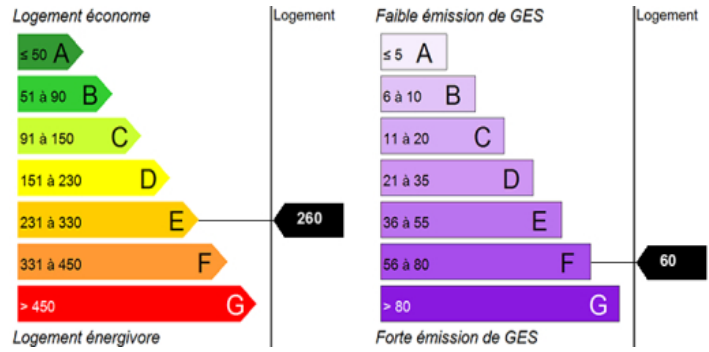 Logement économe
Logement
≤ 50 A
51 à 90 B
91 à 150 C
151 à 230 D
231 à 330 E
260
331 à 450 F
> 450 G
Logement énergivore
Faible émission de GES
Logement
≤ 5 A
6 à 10 B
11 à 20 C
21 à 35 D
36 à 55 E
56 à 80 F
60
> 80 G
Forte émission de GES